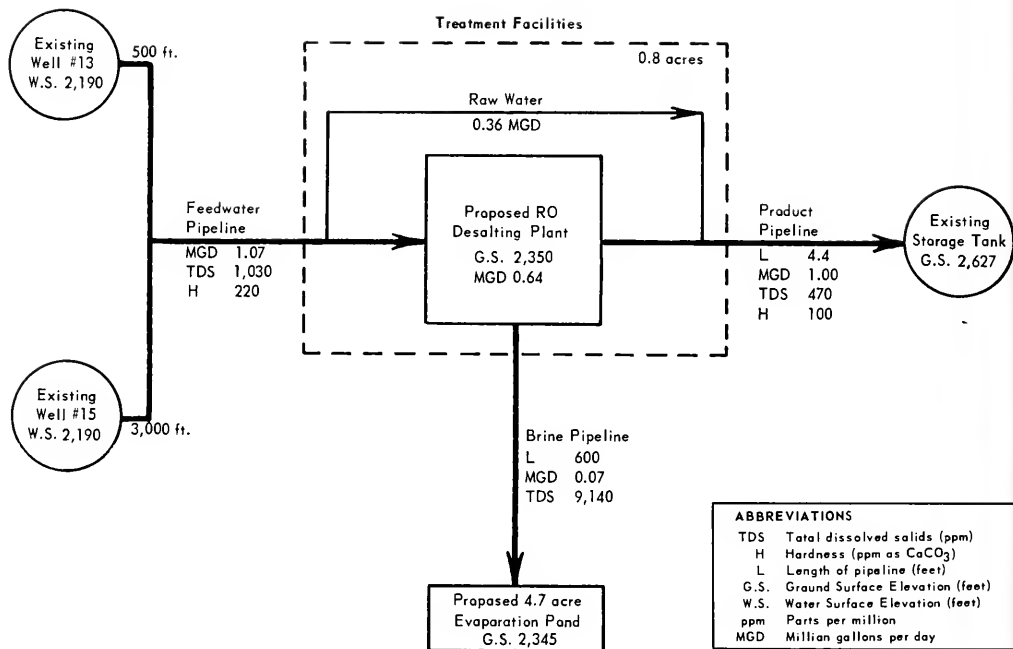 Treatment Facilities
Existing
Well #13
W.S. 2,190
500 ft.
0.8 acres
Raw Water
0.36 MGD
Feedwater
Pipeline
MGD 1.07
TDS 1,030
H 220
Proposed RO
Desalting Plant
G.S. 2,350
MGD 0.64
Product
Pipeline
L 4.4
MGD 1.00
TDS 470
H 100
Existing
Storage Tank
G.S. 2,627
Existing
Well #15
W.S. 2,190
3,000 ft.
Brine Pipeline
L 600
MGD 0.07
TDS 9,140
Proposed 4.7 acre
Evaparation Pand
G.S. 2,345
ABBREVIATIONS
TDS Tatal dissolved salids (ppm)
H Hardness (ppm as CaCO3)
L Length of pipeline (feet)
G.S. Ground Surface Elevation (feet)
W.S. Water Surface Elevation (feet)
ppm Parts per million
MGD Millian gallons per day